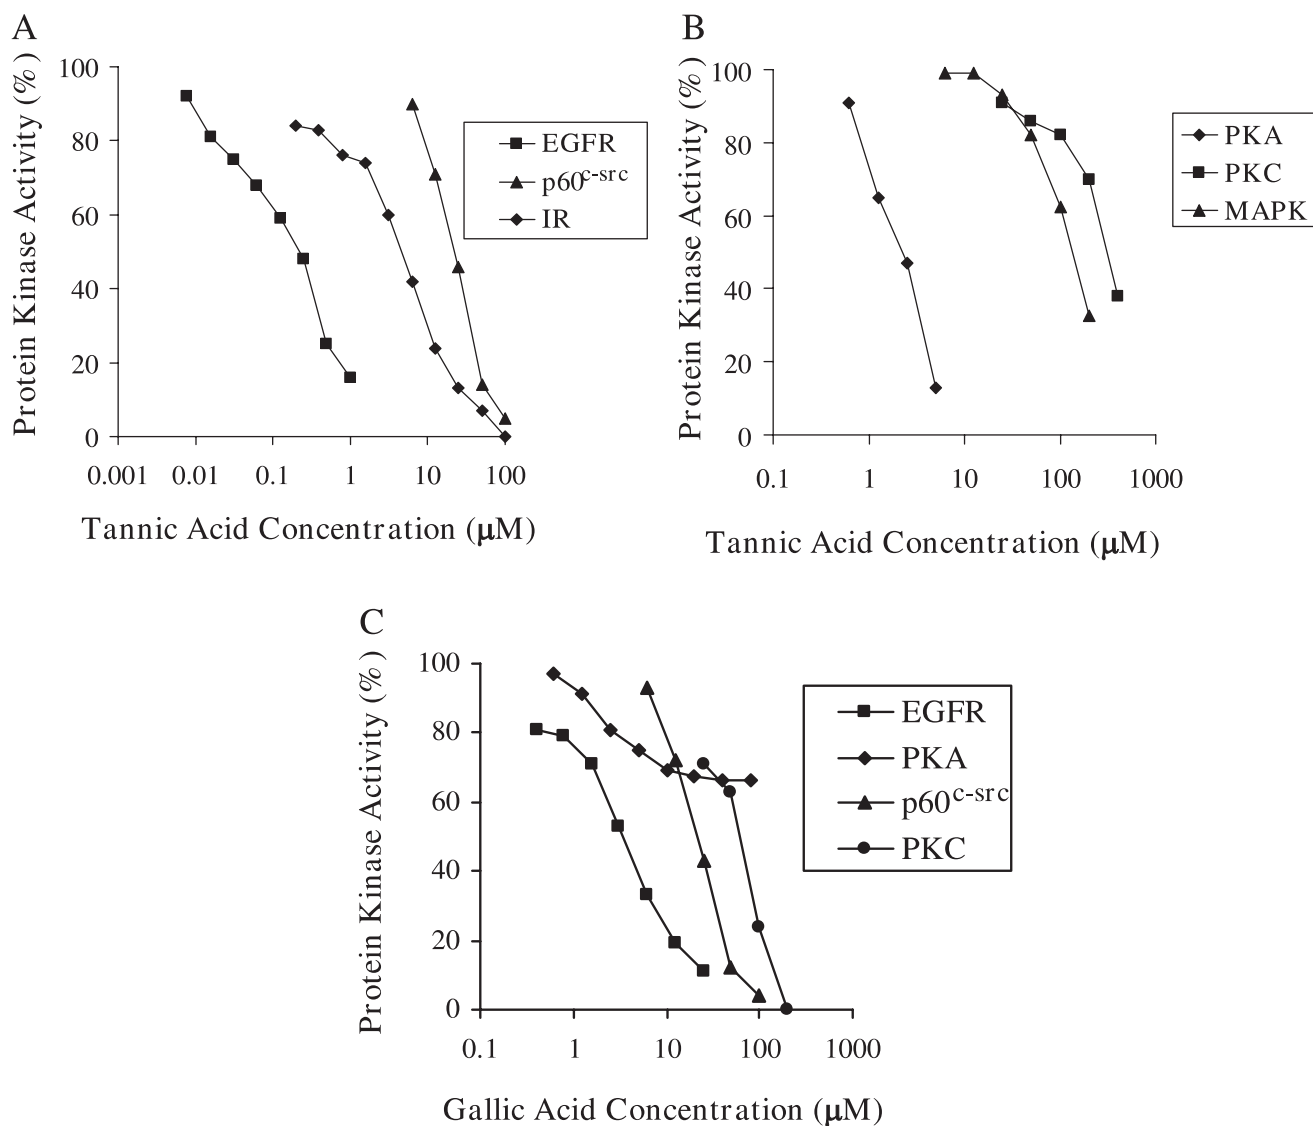 A
Protein Kinase Activity (%)
100
80
60
40
20
0
0.001 0.01 0.1 1 10 100
Tannic Acid Concentration (μM)
EGFR
p60c-src
IR
B
Protein Kinase Activity (%)
100
80
60
40
20
0
0.1 1 10 100 1000
Tannic Acid Concentration (μM)
PKA
PKC
MAPK
C
Protein Kinase Activity (%)
100
80
60
40
20
0
0.1 1 10 100 1000
Gallic Acid Concentration (μM)
EGFR
PKA
p60c-src
PKC